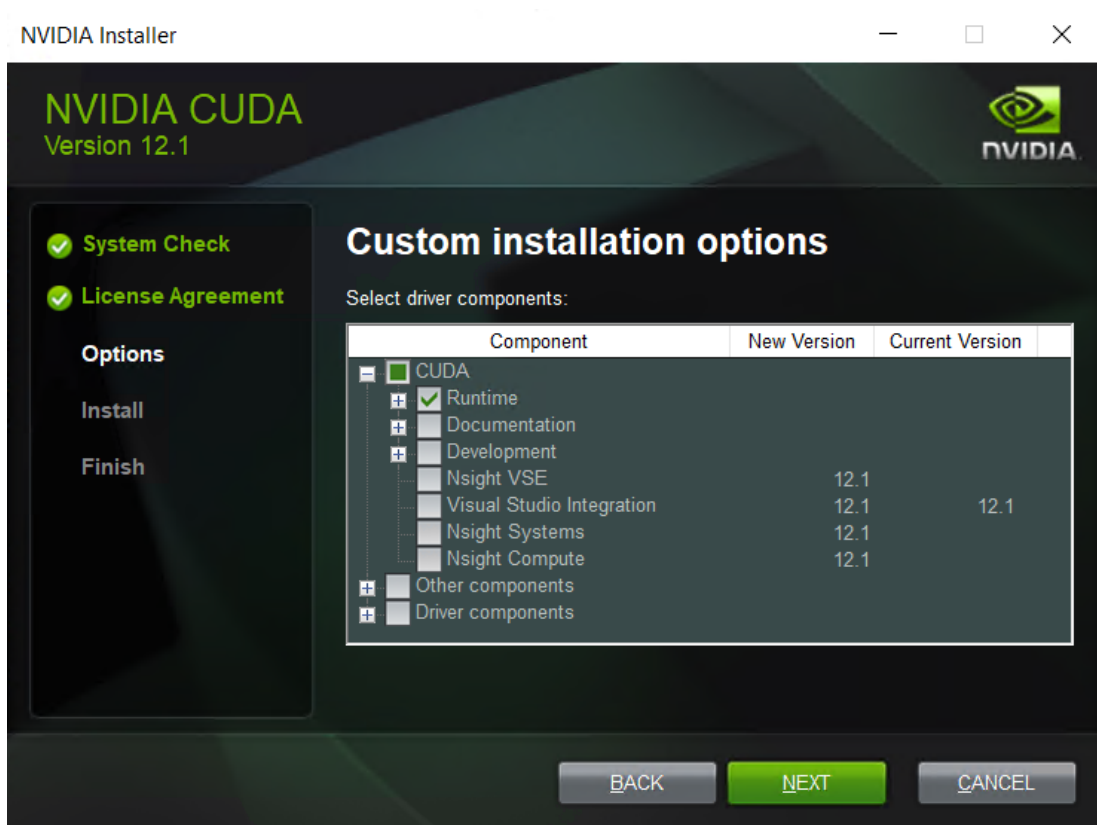 NVIDIA Installer
NVIDIA CUDA
Version 12.1
NVIDIA.
System Check
License Agreement
Options
Install
Finish
Custom installation options
Select driver components:
Component New Version Current Version
CUDA
Runtime
Documentation
Development
Nsight VSE 12.1
Visual Studio Integration 12.1 12.1
Nsight Systems 12.1
Nsight Compute 12.1
Other components
Driver components
BACK NEXT CANCEL